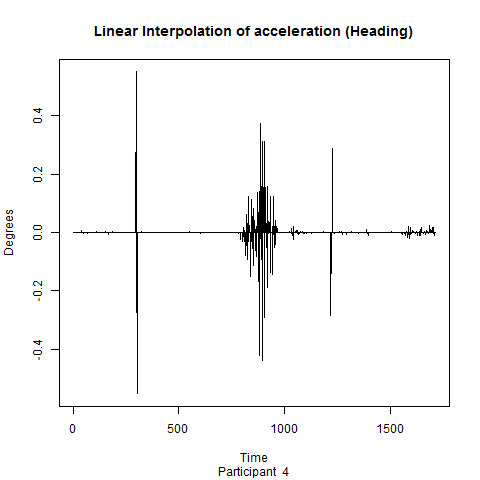 Linear Interpolation of acceleration (Heading)
0.4
0.2
0.0
-0.2
-0.4
Degrees
0 500 1000 1500
Time
Participant 4